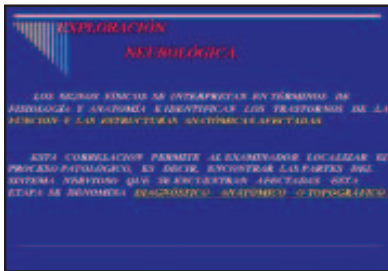 EXPLORACIÓN
NEUROLÓGICA
LOS SIGNOS FÍSICOS SE INTERPRETAN EN TÉRMINOS DE
FISIOLOGÍA Y ANATOMÍA E IDENTIFICAN LOS TRASTORNOS DE LA
FUNCIÓN Y LAS ESTRUCTURAS ANATÓMICAS AFECTADAS
ESTA CORRELACION PERMITE AL EXAMINADOR LOCALIZAR EL
PROCESO PATOLOGICO, ES DECIR, ENCONTRAR LAS PARTES DEL
SISTEMA NERVIOSO QUE SE ENCUENTRAN AFECTADAS ESTA
ETAPA SE DENOMINA DIAGNÓSTICO ANATÓMICO O TOPOGRÁFICO